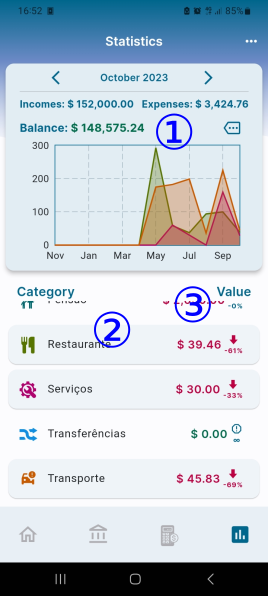 16:52 85%
Statistics
October 2023
Incomes: $ 152,000.00 Expenses: $ 3,424.76
Balance: $ 148,575.24 1
300
200
100
0
Nov Jan Mar May Jul Sep
Category 3 Value
-0%
2
Restaurante $ 39.46 -61%
Serviços $ 30.00 -33%
Transferências $ 0.00 ∞
Transporte $ 45.83 -69%